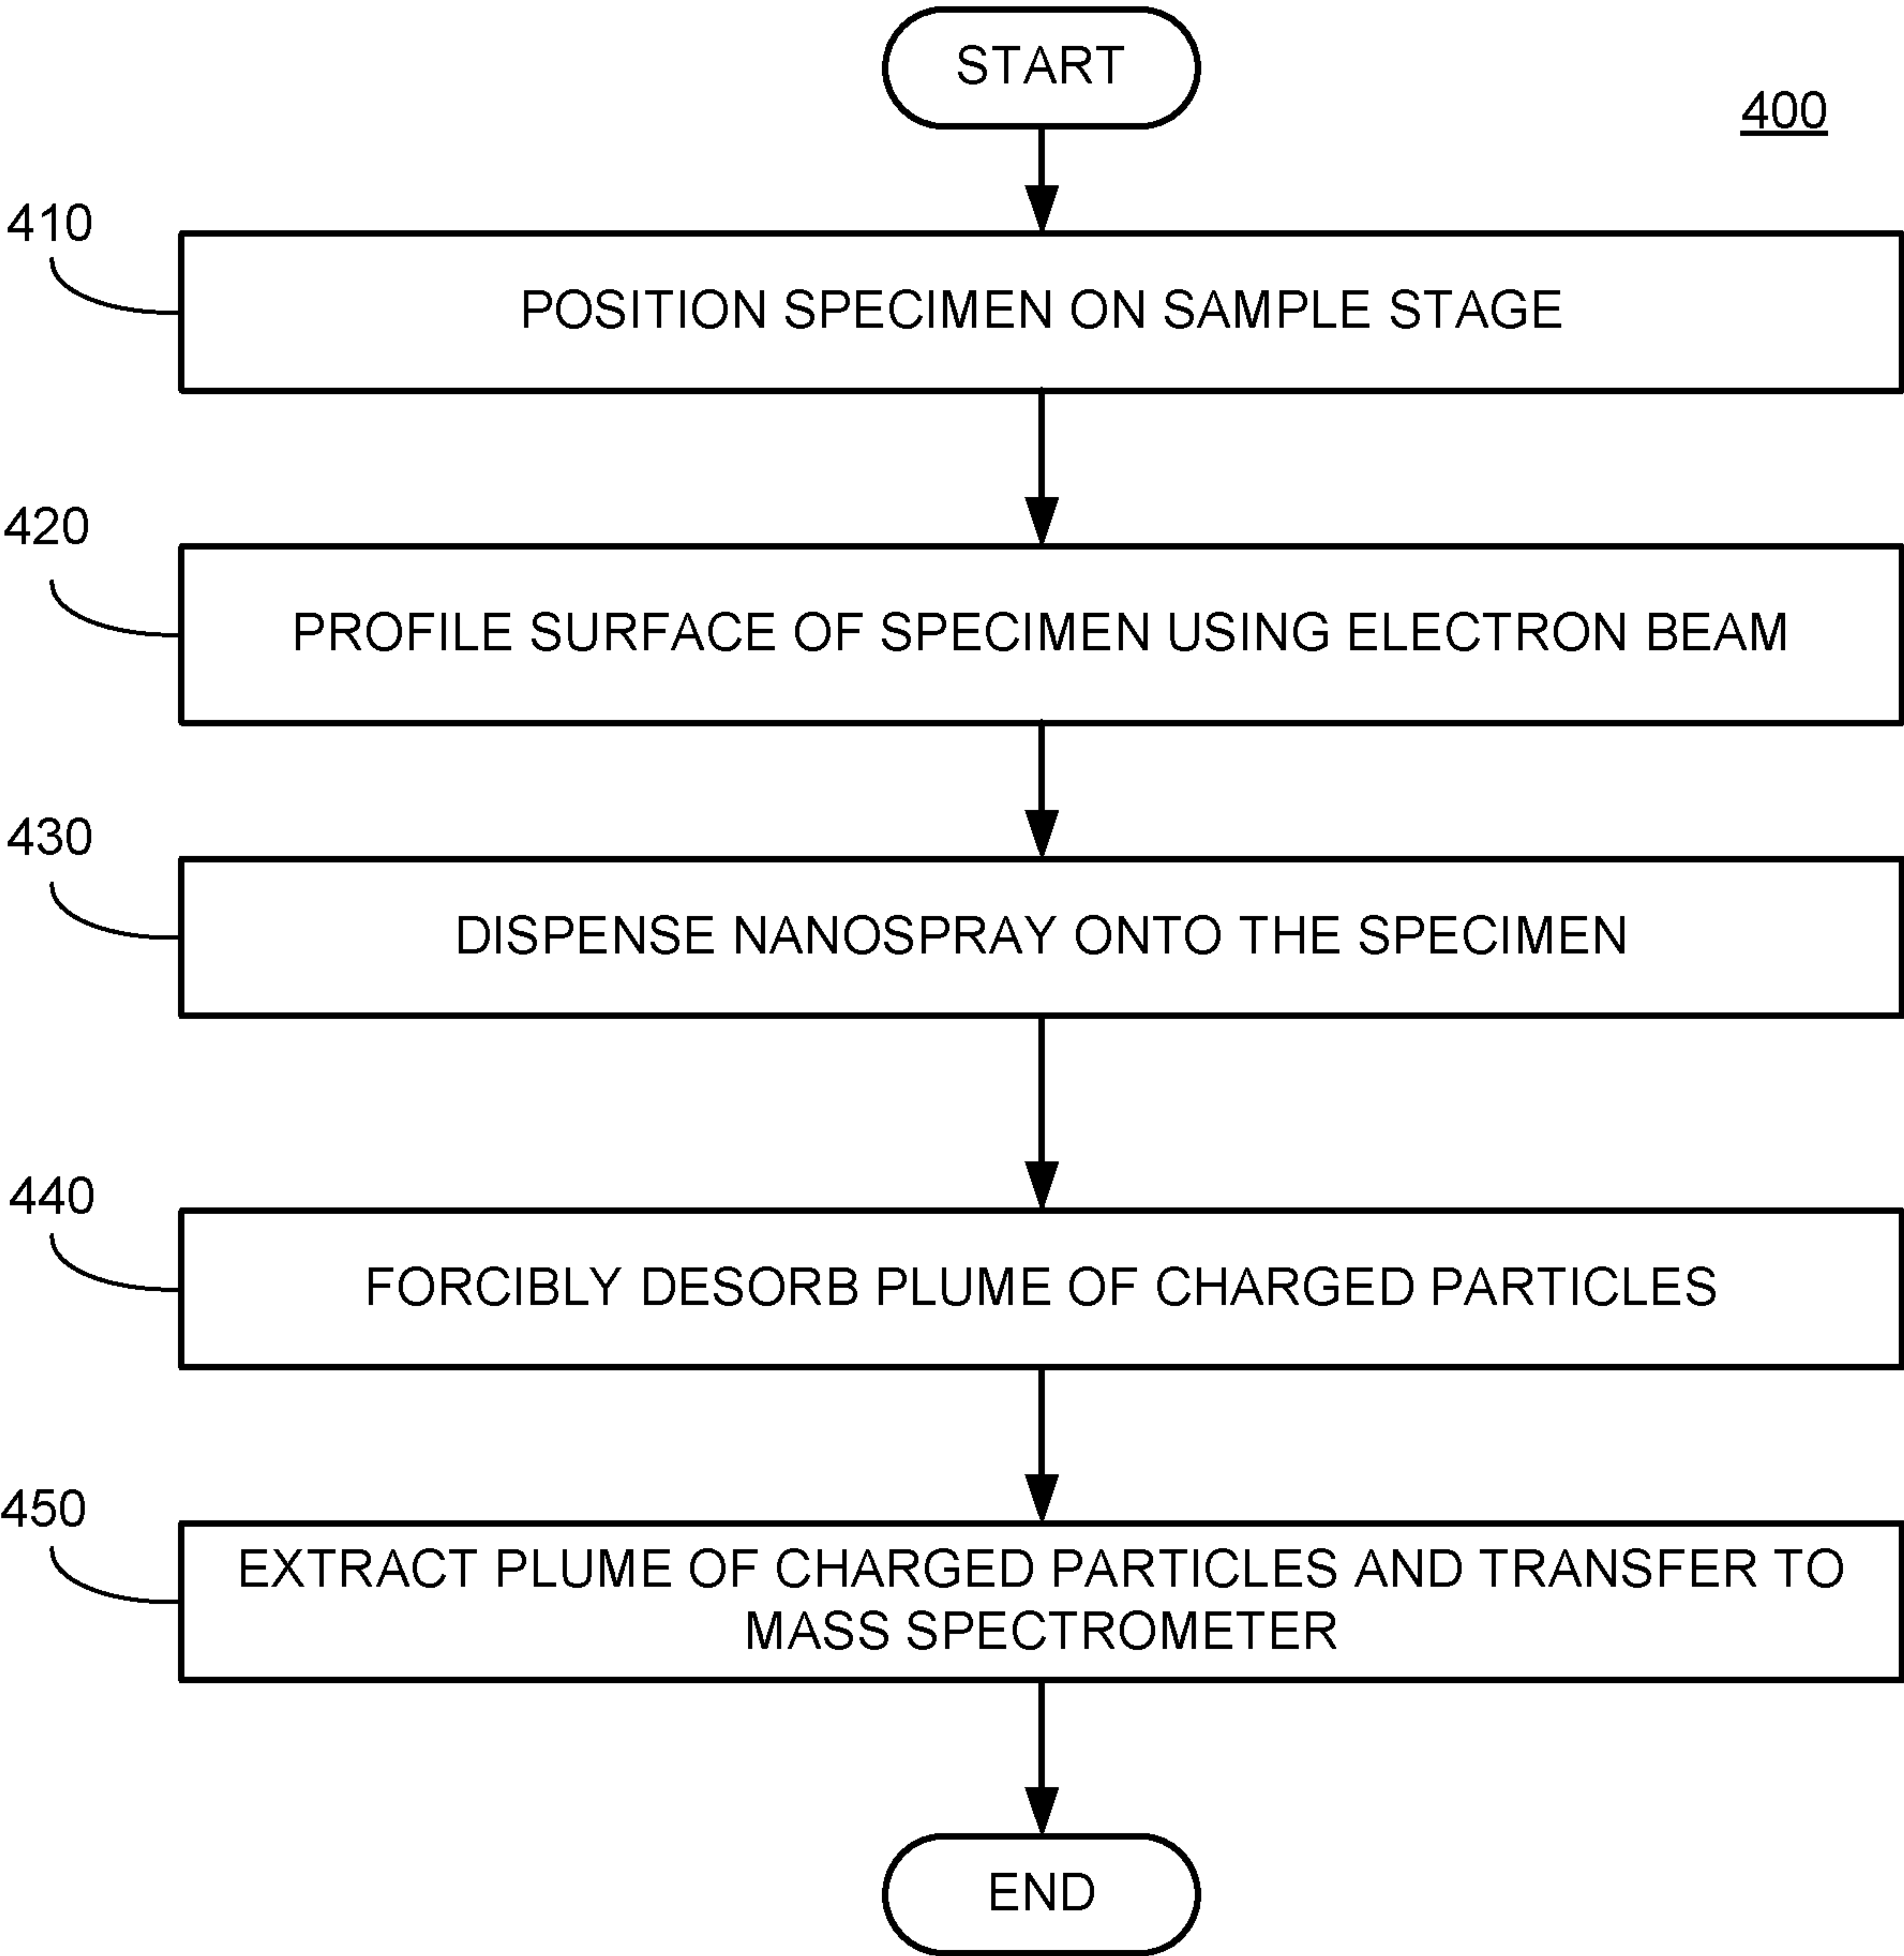 START
400
410
POSITION SPECIMEN ON SAMPLE STAGE
420
PROFILE SURFACE OF SPECIMEN USING ELECTRON BEAM
430
DISPENSE NANOSPRAY ONTO THE SPECIMEN
440
FORCIBLY DESORB PLUME OF CHARGED PARTICLES
450
EXTRACT PLUME OF CHARGED PARTICLES AND TRANSFER TO
MASS SPECTROMETER
END